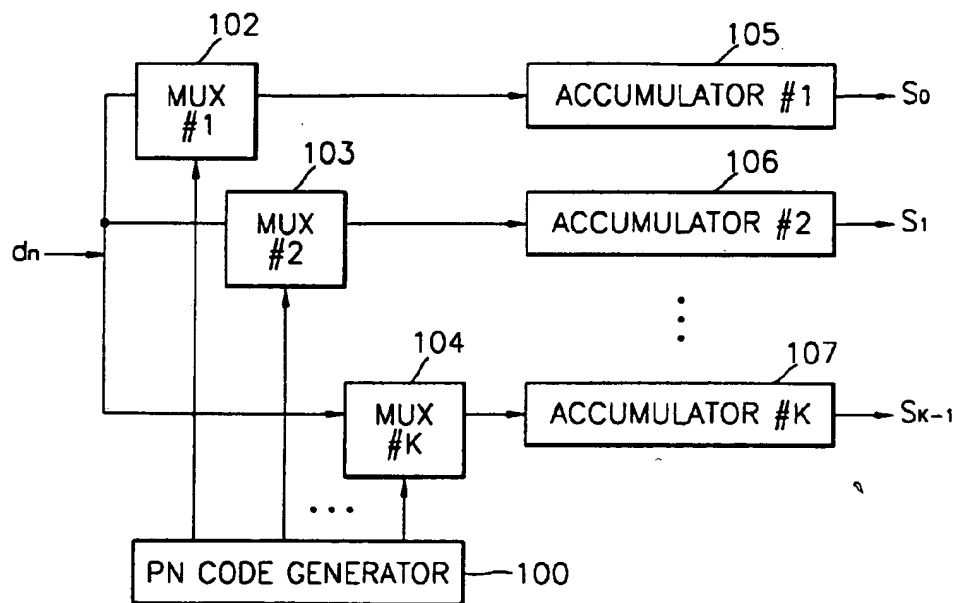 102
MUX
#1
105
ACCUMULATOR #1
S0
103
MUX
#2
106
ACCUMULATOR #2
S1
dn
104
MUX
#K
107
ACCUMULATOR #K
SK-1
PN CODE GENERATOR
100